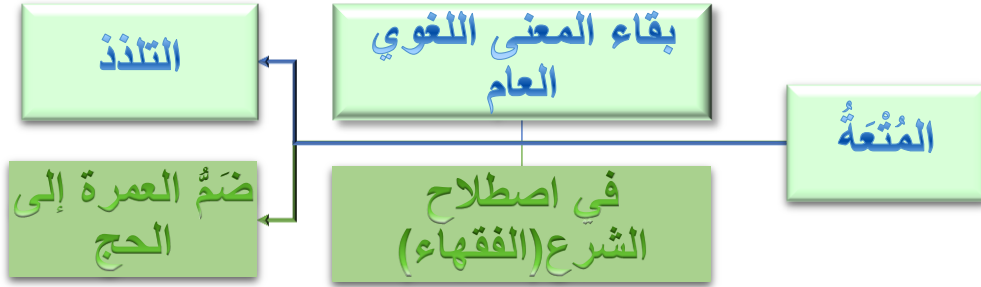 المُتْعَةُ
بقاء المعنى اللغوي
العام
التلذذ
في اصطلاح
الشرع(الفقهاء)
ضَمُّ العمرة إلى
الحج